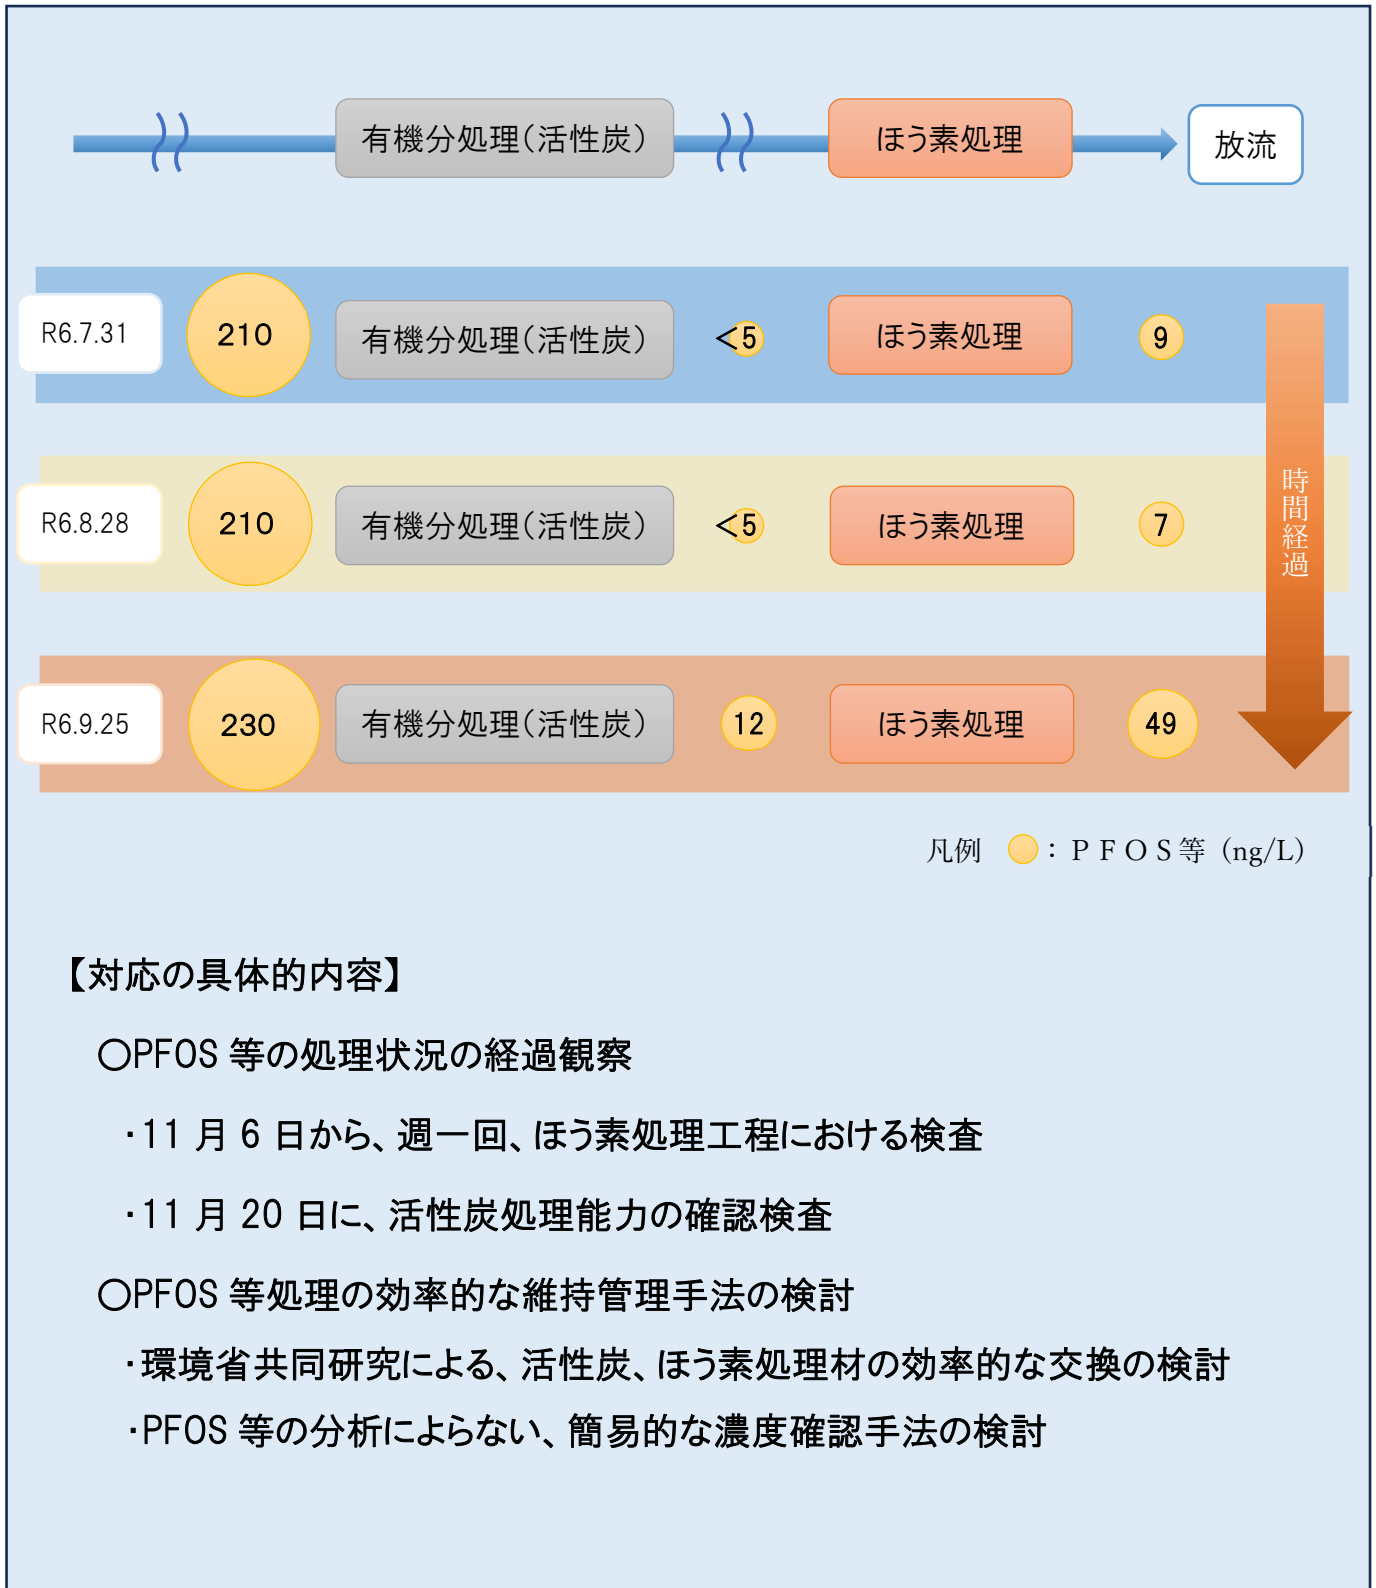 有機分処理(活性炭)
ほう素処理
放流
R6.7.31
210
有機分処理(活性炭)
<5
ほう素処理
9
R6.8.28
210
有機分処理(活性炭)
<5
ほう素処理
7
時間経過
R6.9.25
230
有機分処理(活性炭)
12
ほう素処理
49
凡例 :PFOS等(ng/L)
【対応の具体的内容】
○PFOS 等の処理状況の経過観察
・11 月 6 日から、週一回、ほう素処理工程における検査
・11 月 20 日に、活性炭処理能力の確認検査
○PFOS 等処理の効率的な維持管理手法の検討
・環境省共同研究による、活性炭、ほう素処理材の効率的な交換の検討
・PFOS 等の分析によらない、簡易的な濃度確認手法の検討